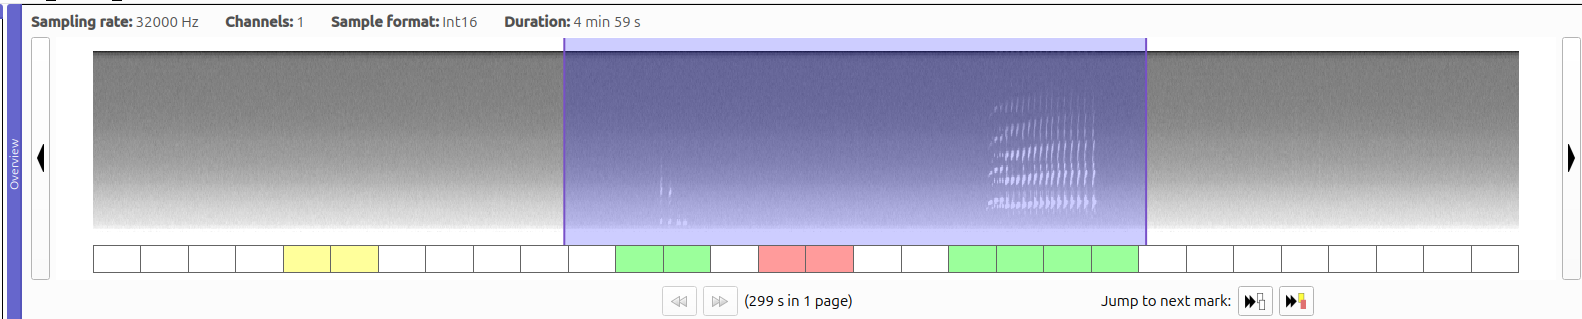 Sampling rate: 32000 Hz Channels: 1 Sample format: Int16 Duration: 4 min 59 s
Overview
(299 s in 1 page) Jump to next mark: